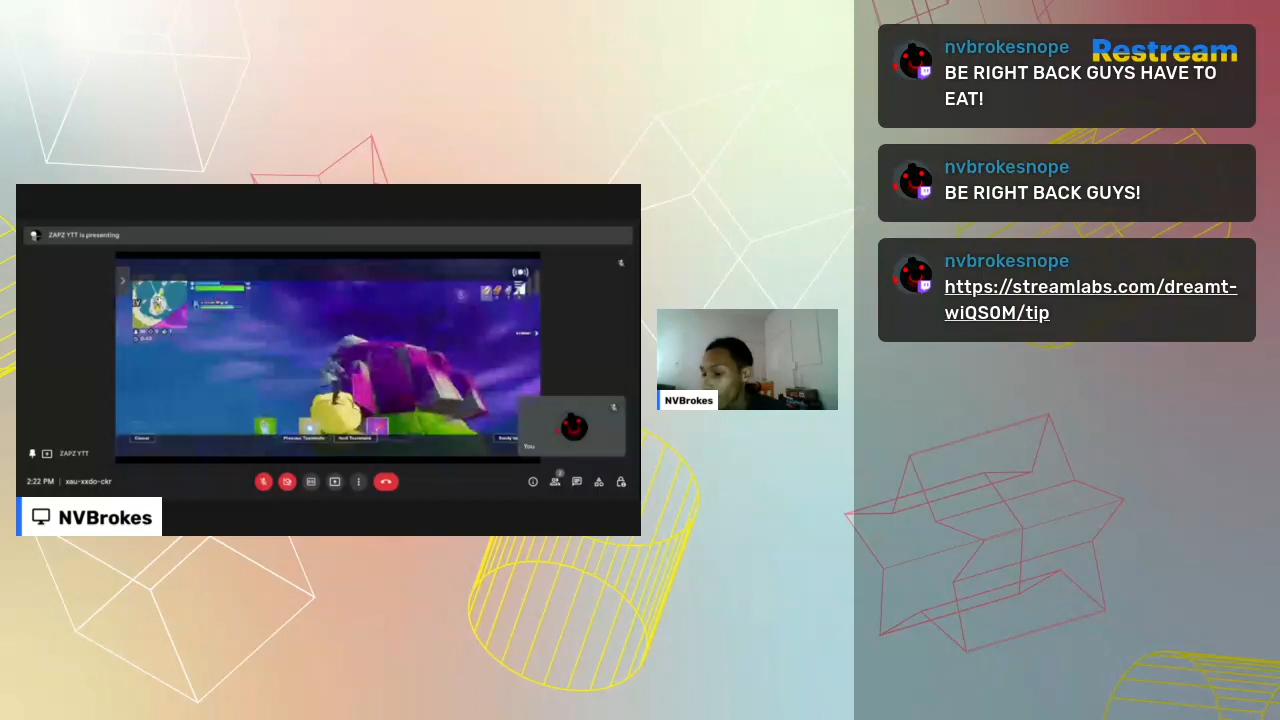 ZAPZ YTT is presenting
You
ZAPZ YTT
2:22 PM | xau-xxdo-ckr
NVBrokes
NVBrokes
Restream
nvbrokesnope
BE RIGHT BACK GUYS HAVE TO
EAT!
nvbrokesnope
BE RIGHT BACK GUYS!
nvbrokesnope
https://streamlabs.com/dreamt-
wiQS0M/tip